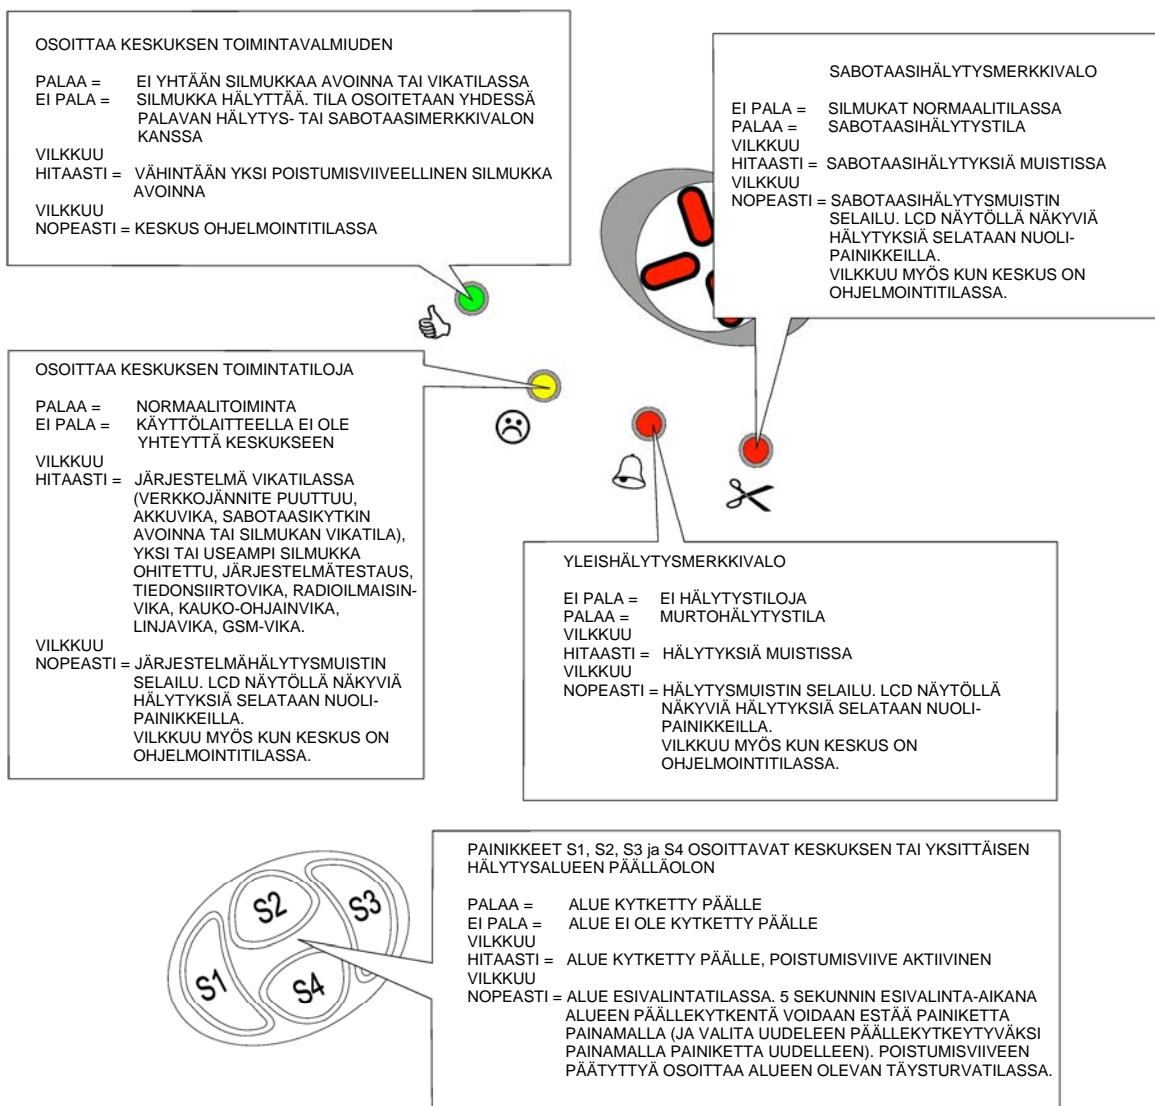 OSOITTAA KESKUKSEN TOIMINTAVALMIUDEN
PALAA = EI YHTÄÄN SILMUKKAA AVOINNA TAI VIKATILASSA
EI PALA = SILMUKKA HÄLYTTÄÄ. TILA OSOITETAAN YHDESSÄ
PALAVAN HÄLYTYS- TAI SABOTAASIMERKKIVALON
KANSSA
VILKKUU
HITAASTI = VÄHINTÄÄN YKSI POISTUMISVIIVEELLINEN SILMUKKA
AVOINNA
VILKKUU
NOPEASTI = KESKUS OHJELMOINTITILASSA
SABOTAASIHÄLYTYSMERKKIVALO
EI PALA = SILMUKAT NORMAALITILASSA
PALAA = SABOTAASIHÄLYTYSTILA
VILKKUU
HITAASTI = SABOTAASIHÄLYTYKSIÄ MUISTISSA
VILKKUU
NOPEASTI = SABOTAASIHÄLYTYSMUISTIN
SELAILU. LCD NÄYTÖLLÄ NÄKYVIÄ
HÄLYTYKSIÄ SELATAAN NUOLI-
PAINIKKEILLA.
VILKKUU MYÖS KUN KESKUS ON
OHJELMOINTITILASSA.
OSOITTAA KESKUKSEN TOIMINTATILOJA
PALAA = NORMAALITOIMINTA
EI PALA = KÄYTTÖLAITTEELLA EI OLE
YHTEYTTÄ KESKUKSEEN
VILKKUU
HITAASTI = JÄRJESTELMÄ VIKATILASSA
(VERKKOJÄNNITE PUUTTUU,
AKKUVIKA, SABOTAASIKYTKIN
AVOINNA TAI SILMUKAN VIKATILA),
YKSI TAI USEAMPI SILMUKKA
OHITETTU, JÄRJESTELMÄTESTAUS,
TIEDONSIIRTOVIKA, RADIOILMAISIN-
VIKA, KAUKO-OHJAINVIKA,
LINJAVIKA, GSM-VIKA.
VILKKUU
NOPEASTI = JÄRJESTELMÄHÄLYTYSMUISTIN
SELAILU. LCD NÄYTÖLLÄ NÄKYVIÄ
HÄLYTYKSIÄ SELATAAN NUOLI-
PAINIKKEILLA.
VILKKUU MYÖS KUN KESKUS ON
OHJELMOINTITILASSA.
YLEISHÄLYTYSMERKKIVALO
EI PALA = EI HÄLYTYSTILOJA
PALAA = MURTOHÄLYTYSTILA
VILKKUU
HITAASTI = HÄLYTYKSIÄ MUISTISSA
VILKKUU
NOPEASTI = HÄLYTYSMUISTIN SELAILU. LCD NÄYTÖLLÄ
NÄKYVIÄ HÄLYTYKSIÄ SELATAAN NUOLI-
PAINIKKEILLA.
VILKKUU MYÖS KUN KESKUS ON
OHJELMOINTITILASSA.
S1
S2
S3
S4
PAINIKKEET S1, S2, S3 ja S4 OSOITTAVAT KESKUKSEN TAI YKSITTÄISEN
HÄLYTYSALUEEN PÄÄLLÄOLON
PALAA = ALUE KYTKETTY PÄÄLLE
EI PALA = ALUE EI OLE KYTKETTY PÄÄLLE
VILKKUU
HITAASTI = ALUE KYTKETTY PÄÄLLE, POISTUMISVIIVE AKTIIVINEN
VILKKUU
NOPEASTI = ALUE ESIVALINTATILASSA. 5 SEKUNNIN ESIVALINTA-AIKANA
ALUEEN PÄÄLLEKYTKENTÄ VOIDAAN ESTÄÄ PAINIKETTA
PAINAMALLA (JA VALITA UUDELEEN PÄÄLLEKYTKEYTYVÄKSI
PAINAMALLA PAINIKETTA UUDELLEEN). POISTUMISVIIVEEN
PÄÄTYTTYÄ OSOITTAA ALUEEN OLEVAN TÄYSTURVATILASSA.